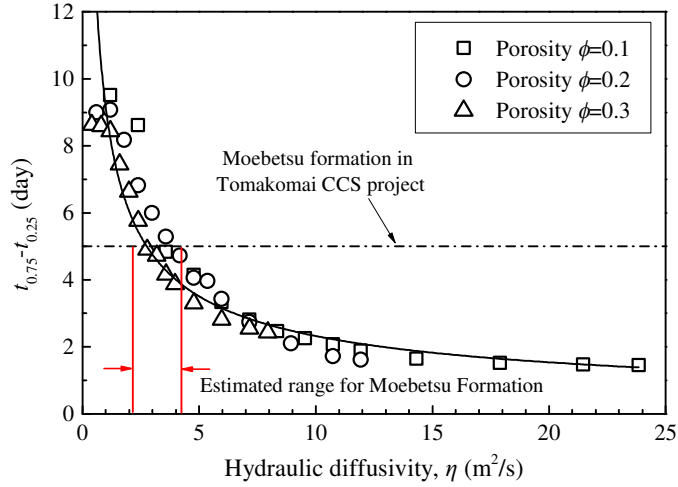 12
10
8
6
4
2
0
t0.75-t0.25 (day)
Porosity ϕ=0.1
Porosity ϕ=0.2
Porosity ϕ=0.3
Moebetsu formation in
Tomakomai CCS project
Estimated range for Moebetsu Formation
0 5 10 15 20 25
Hydraulic diffusivity, η (m²/s)